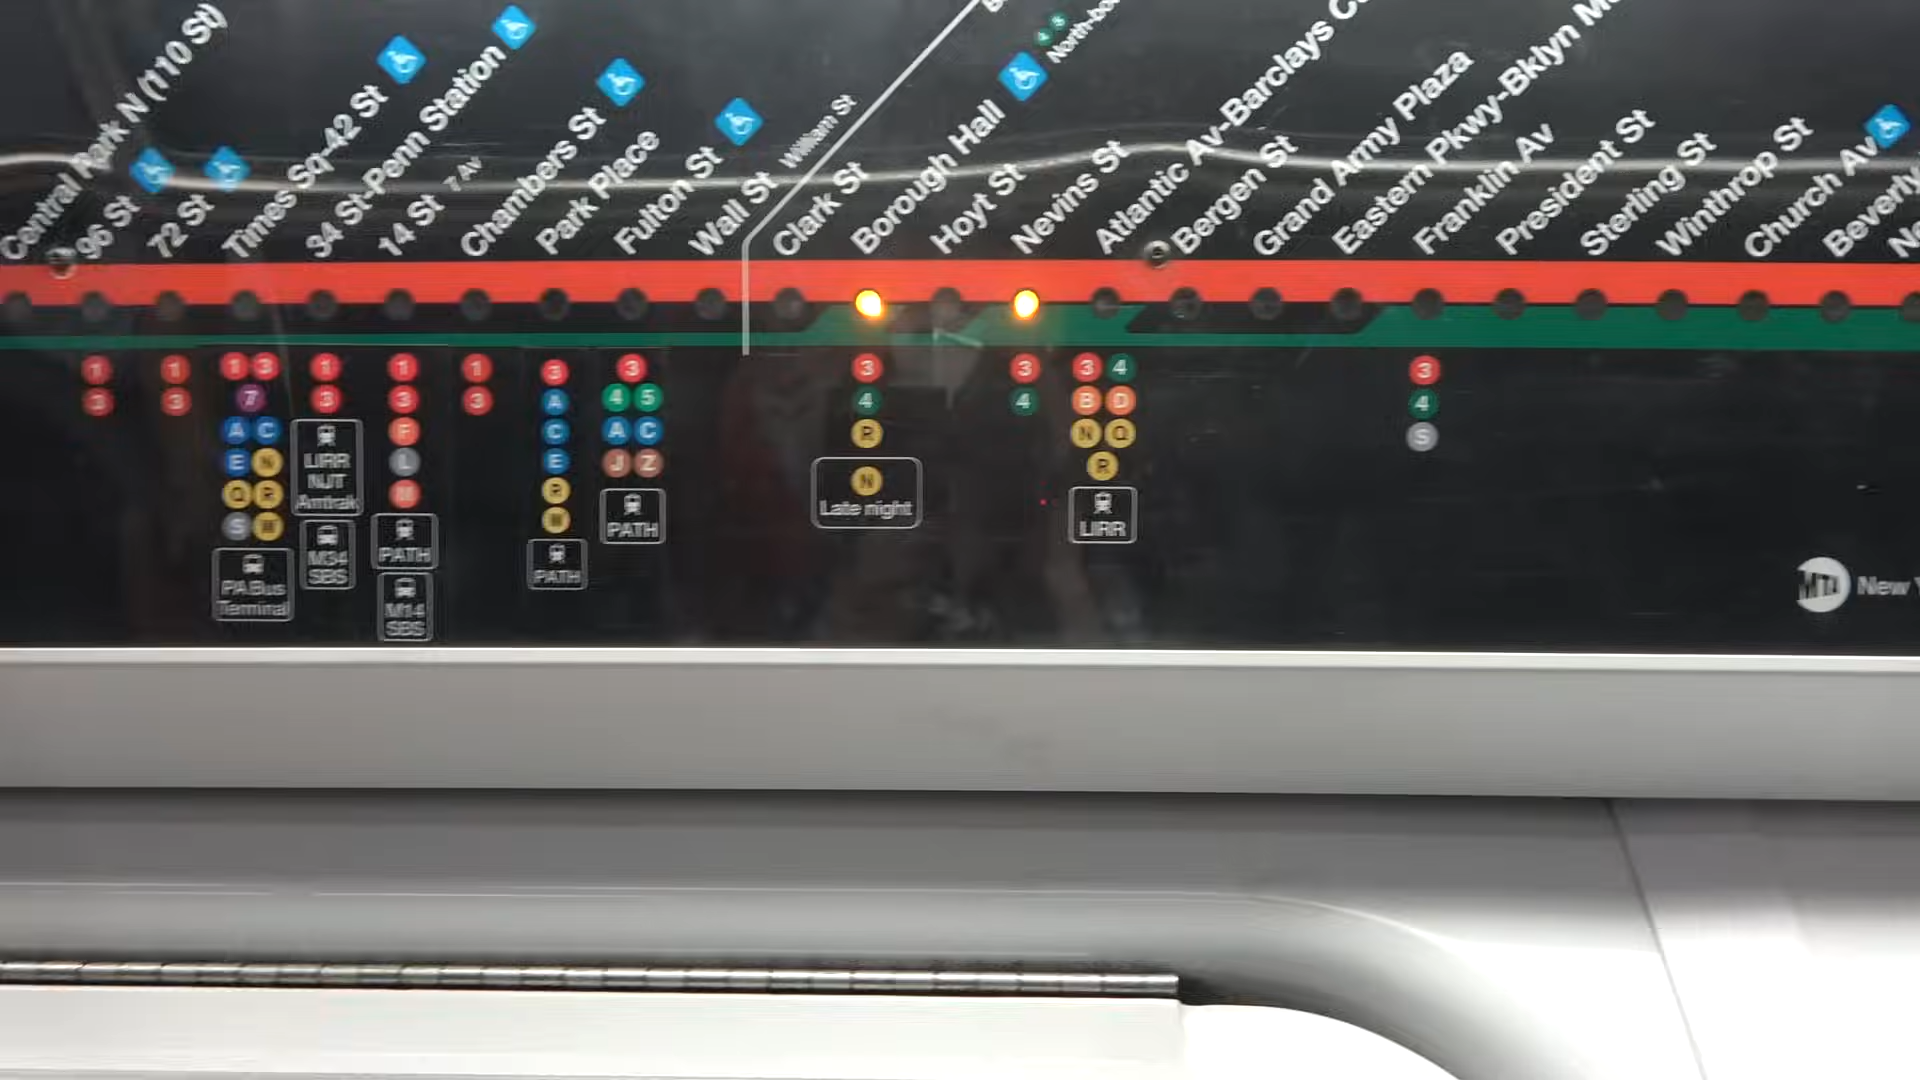 Central Park N (110 St)
96 St
72 St
Times Sq-42 St
34 St-Penn Station
14 St 7 Av
Chambers St
Park Place
Fulton St
Wall St William St
Clark St
Borough Hall
North-bo
Hoyt St
Nevins St
Atlantic Av-Barclays
Bergen St
Grand Army Plaza
Eastern Pkwy-Bklyn
Franklin Av
President St
Sterling St
Winthrop St
Church Av
Beverly
1
3
1
3
1 3
7
A C
E N
Q R
S W
PA Bus
Terminal
1
3
LIRR
NJT
Amtrak
M34
SBS
1
3
F
L
M
PATH
M14
SBS
1
3
3
A
C
E
R
W
PATH
3
4 5
A C
J Z
PATH
3
4
R
N
Late night
3
4
3 4
B D
N Q
R
LIRR
3
4
S
MTA New Y